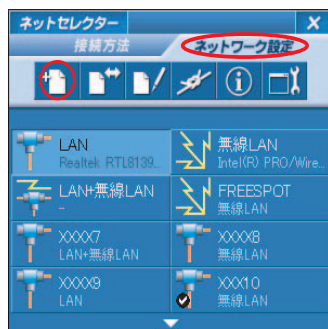 ネットセレクター X
接続方法 ネットワーク設定
LAN
Realtek RTL8139...
無線LAN
Intel(R) PRO/Wire...
LAN+無線LAN
-
FREESPOT
無線LAN
XXXX7
LAN+無線LAN
XXXX8
無線LAN
XXXX9
LAN
XXX10
無線LAN